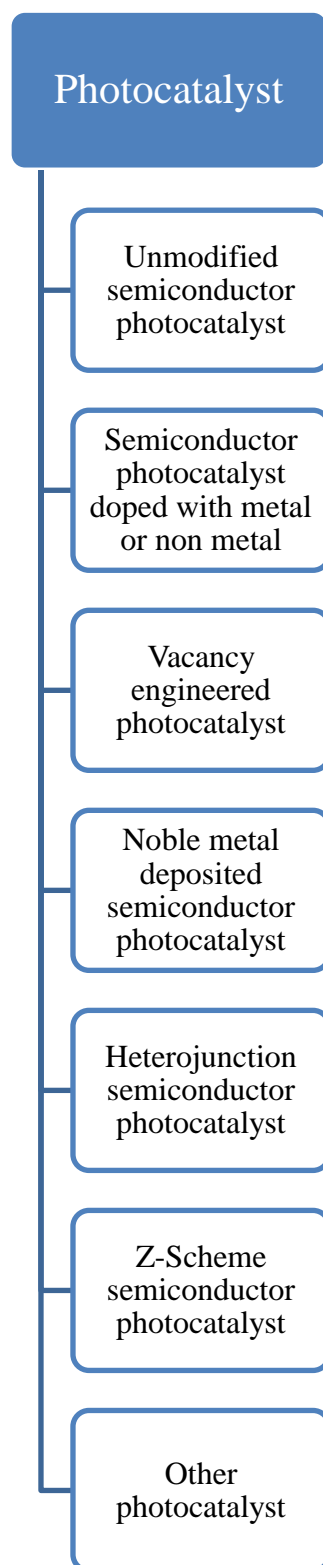 Photocatalyst
Unmodified
semiconductor
photocatalyst
Semiconductor
photocatalyst
doped with metal
or non metal
Vacancy
engineered
photocatalyst
Noble metal
deposited
semiconductor
photocatalyst
Heterojunction
semiconductor
photocatalyst
Z-Scheme
semiconductor
photocatalyst
Other
photocatalyst